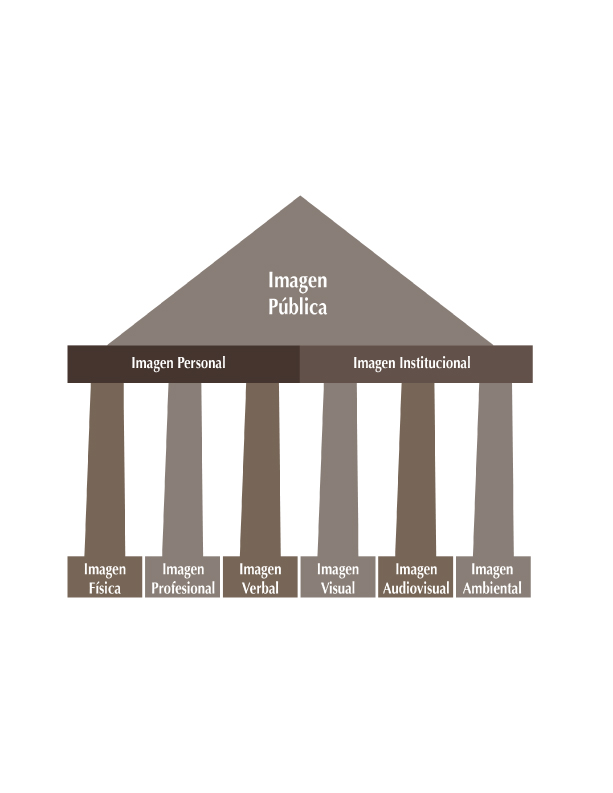 Imagen
Pública
Imagen Personal
Imagen Institucional
Imagen
Física
Imagen
Profesional
Imagen
Verbal
Imagen
Visual
Imagen
Audiovisual
Imagen
Ambiental